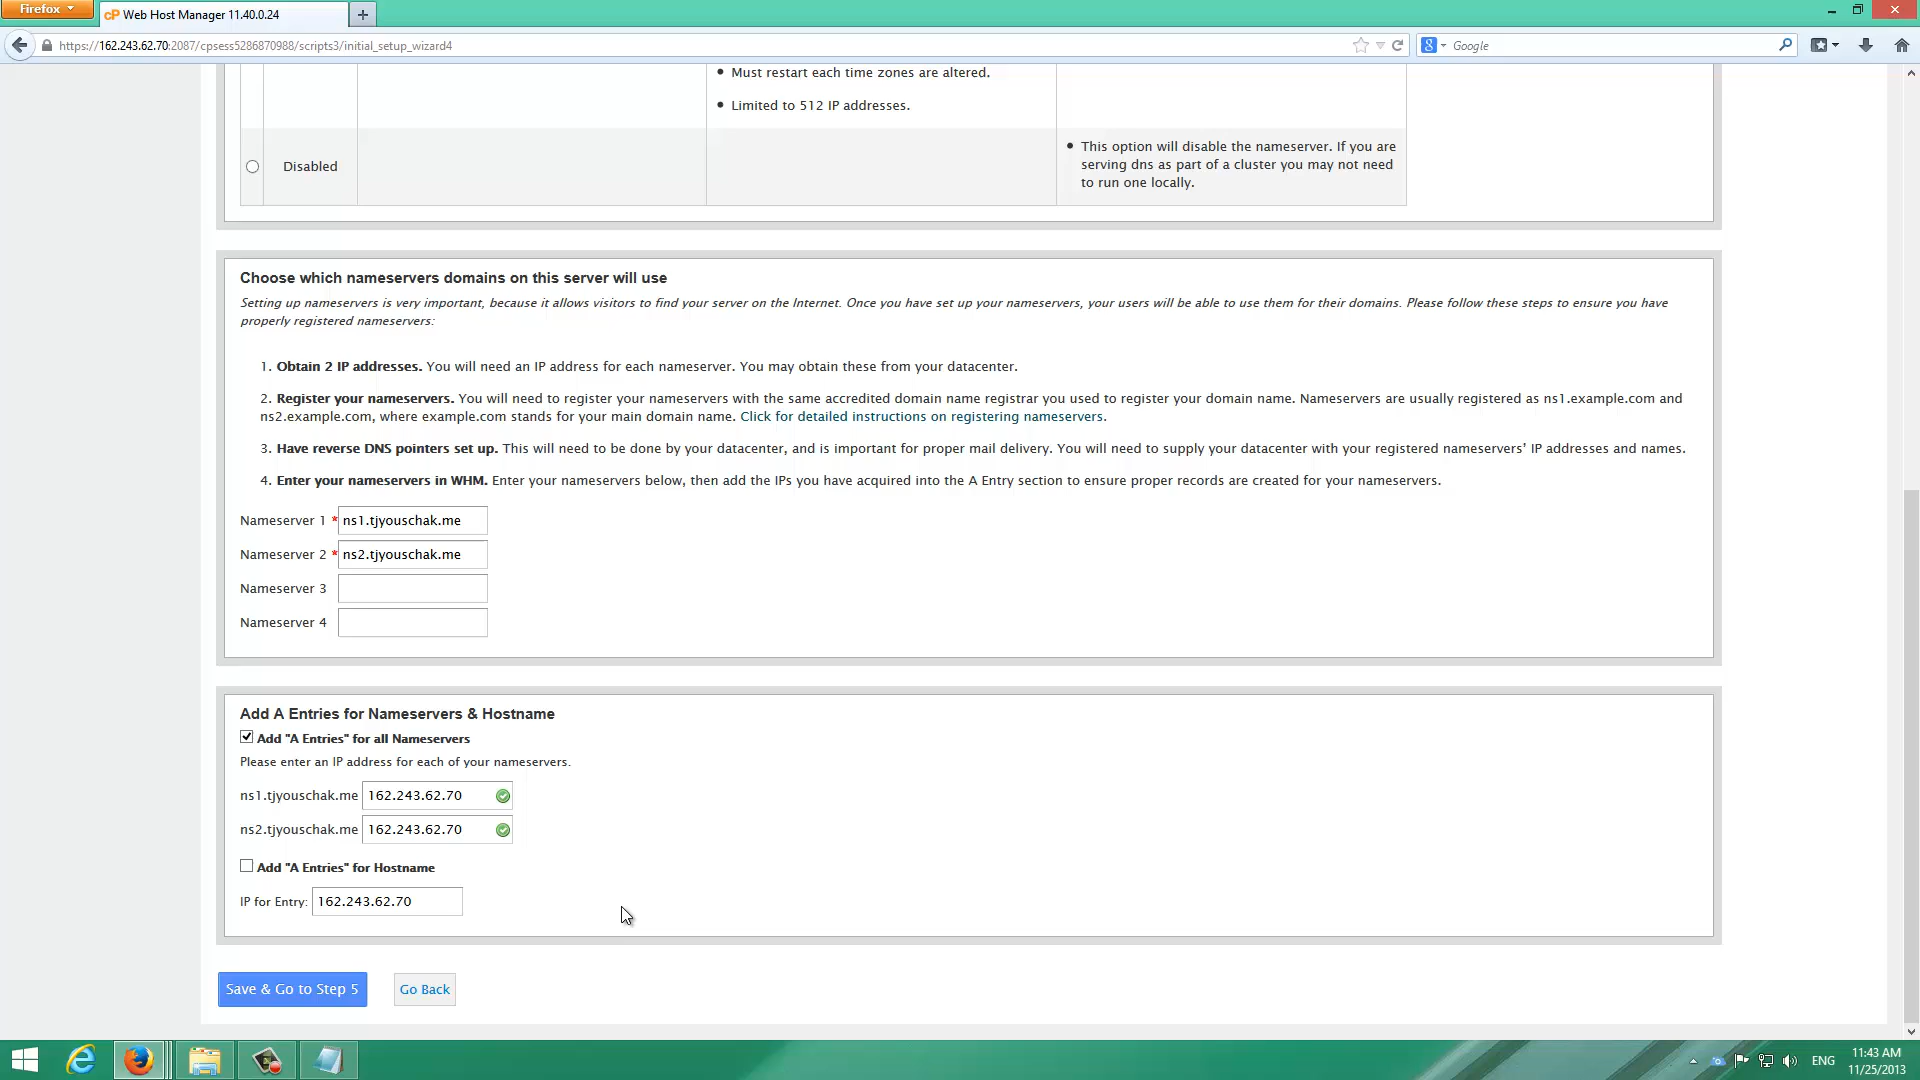 Firefox
cP Web Host Manager 11.40.0.24
https://162.243.62.70:2087/cpsess5286870988/scripts3/initial_setup_wizard4
Google
Must restart each time zones are altered.
Limited to 512 IP addresses.
Disabled
This option will disable the nameserver. If you are
serving dns as part of a cluster you may not need
to run one locally.
Choose which nameservers domains on this server will use
Setting up nameservers is very important, because it allows visitors to find your server on the Internet. Once you have set up your nameservers, your users will be able to use them for their domains. Please follow these steps to ensure you have
properly registered nameservers:
1. Obtain 2 IP addresses. You will need an IP address for each nameserver. You may obtain these from your datacenter.
2. Register your nameservers. You will need to register your nameservers with the same accredited domain name registrar you used to register your domain name. Nameservers are usually registered as ns1.example.com and
ns2.example.com, where example.com stands for your main domain name. Click for detailed instructions on registering nameservers.
3. Have reverse DNS pointers set up. This will need to be done by your datacenter, and is important for proper mail delivery. You will need to supply your datacenter with your registered nameservers' IP addresses and names.
4. Enter your nameservers in WHM. Enter your nameservers below, then add the IPs you have acquired into the A Entry section to ensure proper records are created for your nameservers.
Nameserver 1 * ns1.tjyouschak.me
Nameserver 2 * ns2.tjyouschak.me
Nameserver 3
Nameserver 4
Add A Entries for Nameservers & Hostname
Add "A Entries" for all Nameservers
Please enter an IP address for each of your nameservers.
ns1.tjyouschak.me 162.243.62.70
ns2.tjyouschak.me 162.243.62.70
Add "A Entries" for Hostname
IP for Entry: 162.243.62.70
Save & Go to Step 5 Go Back
ENG
11:43 AM
11/25/2013